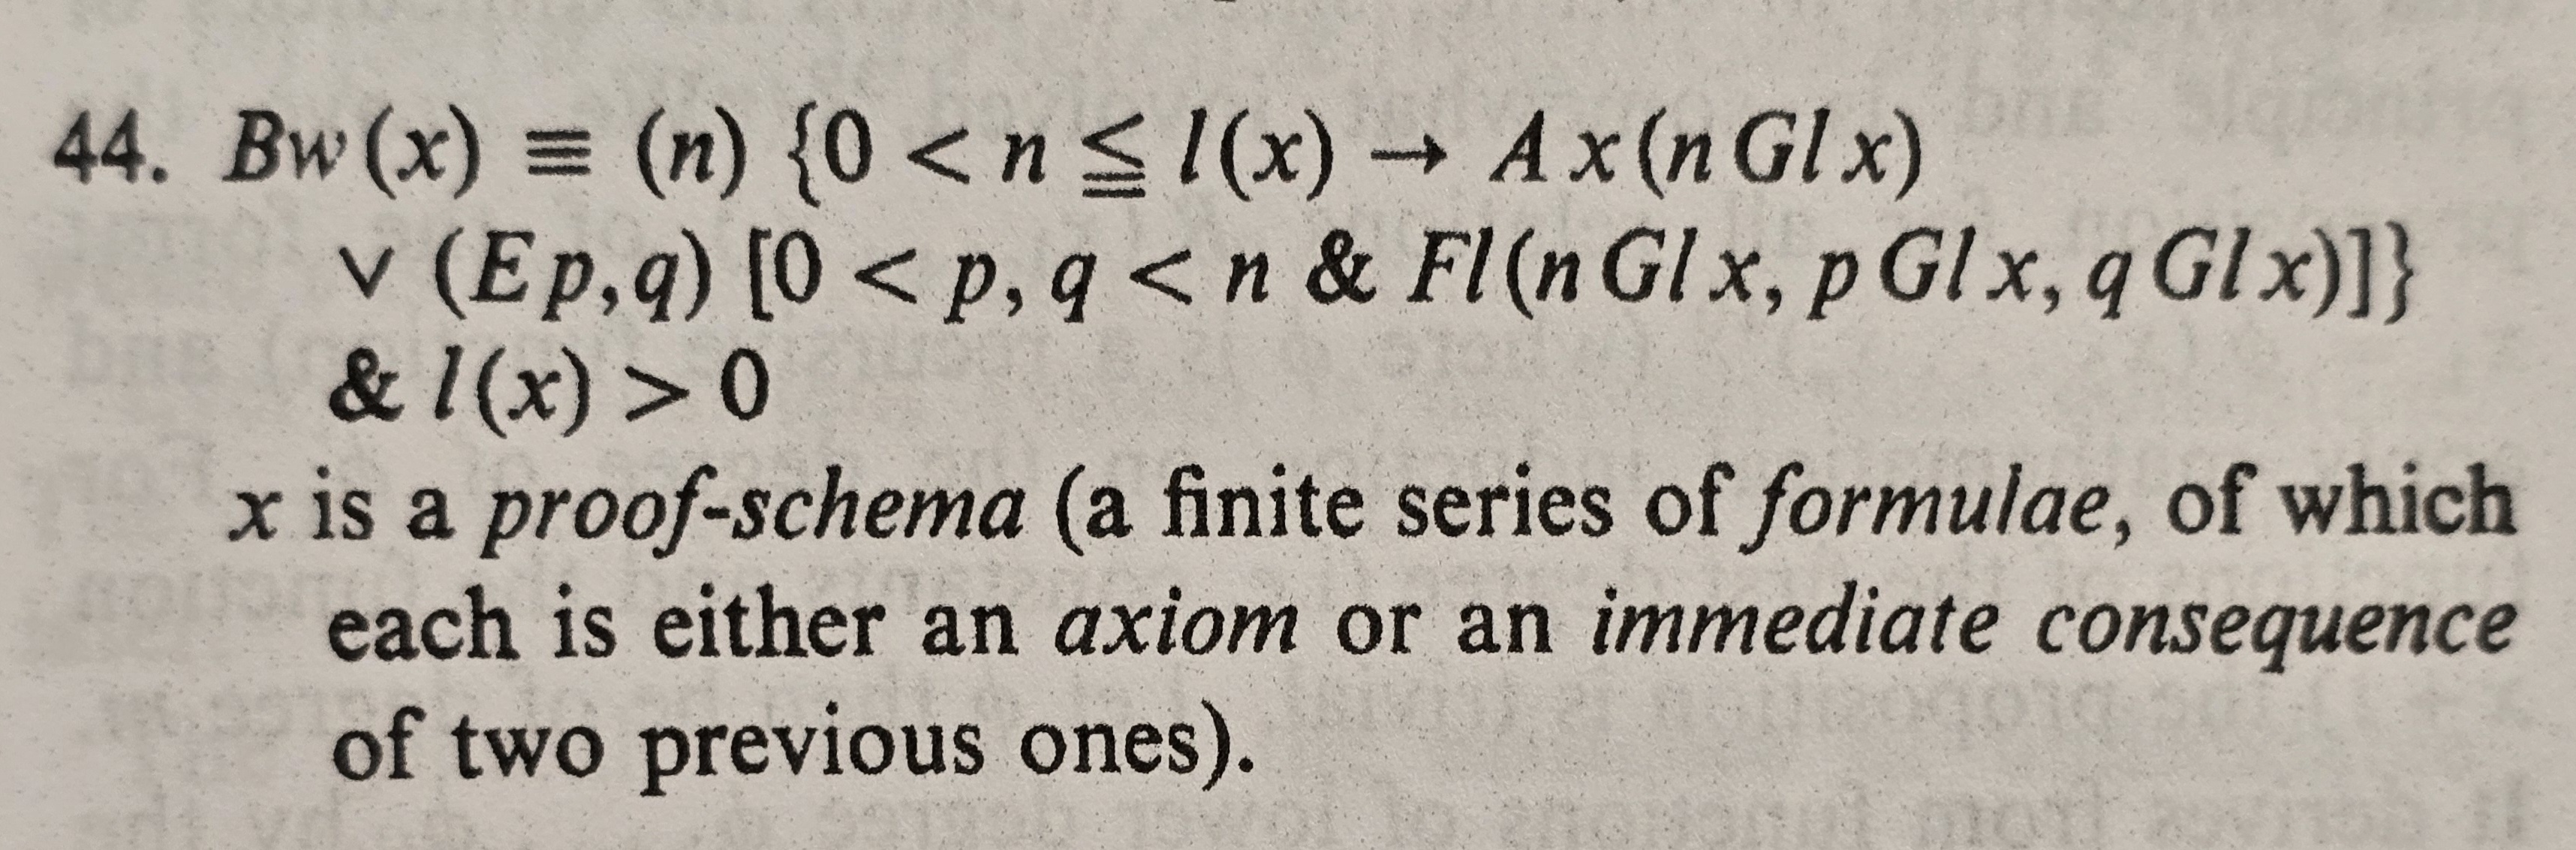 44. Bw(x) ≡ (n) {0 < n ≦ l(x) → Ax(n Gl x)
∨ (Ep,q) [0 < p, q < n & Fl(n Gl x, p Gl x, q Gl x)]}
& l(x) > 0
x is a proof-schema (a finite series of formulae, of which
each is either an axiom or an immediate consequence
of two previous ones).